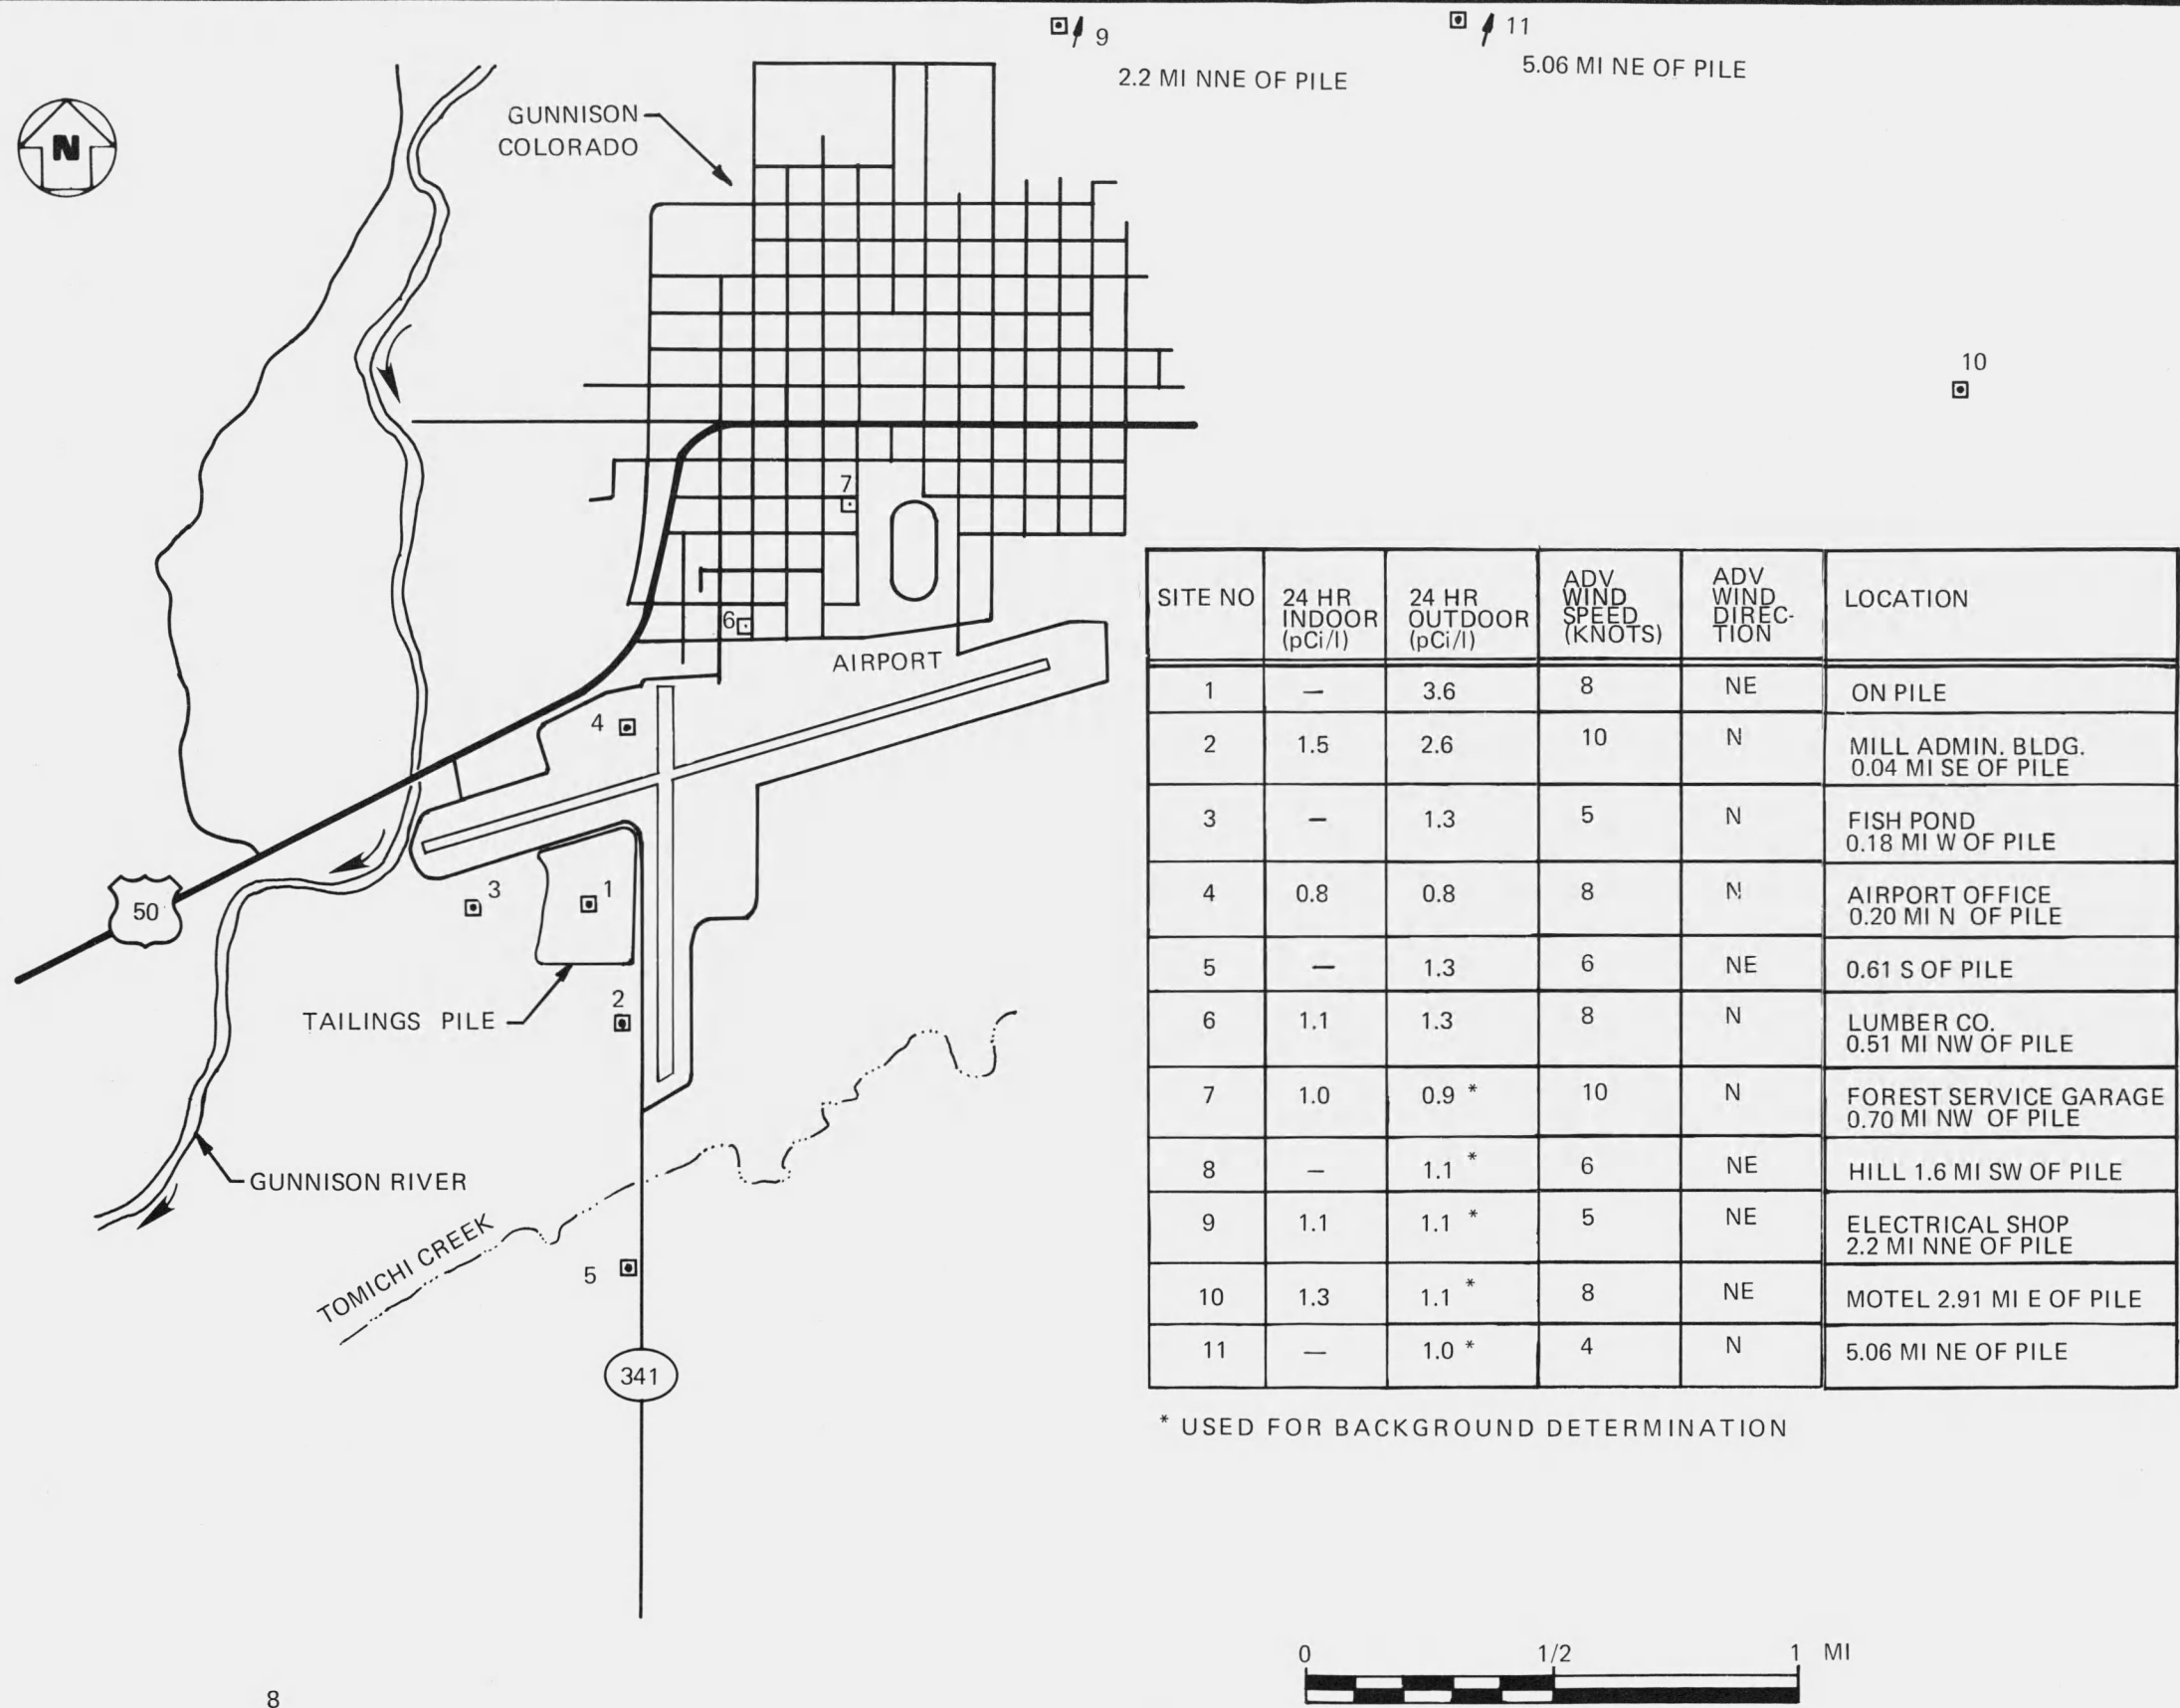 9
11
2.2 MI NNE OF PILE
5.06 MI NE OF PILE
N
GUNNISON
COLORADO
10
7
6
AIRPORT
4
3
1
50
2
TAILINGS PILE
GUNNISON RIVER
TOMICHI CREEK
5
341
SITE NO | 24 HR INDOOR (pCi/l) | 24 HR OUTDOOR (pCi/l) | ADV WIND SPEED (KNOTS) | ADV WIND DIREC-TION | LOCATION
1 | — | 3.6 | 8 | NE | ON PILE
2 | 1.5 | 2.6 | 10 | N | MILL ADMIN. BLDG. 0.04 MI SE OF PILE
3 | — | 1.3 | 5 | N | FISH POND 0.18 MI W OF PILE
4 | 0.8 | 0.8 | 8 | N | AIRPORT OFFICE 0.20 MI N OF PILE
5 | — | 1.3 | 6 | NE | 0.61 S OF PILE
6 | 1.1 | 1.3 | 8 | N | LUMBER CO. 0.51 MI NW OF PILE
7 | 1.0 | 0.9 * | 10 | N | FOREST SERVICE GARAGE 0.70 MI NW OF PILE
8 | — | 1.1 * | 6 | NE | HILL 1.6 MI SW OF PILE
9 | 1.1 | 1.1 * | 5 | NE | ELECTRICAL SHOP 2.2 MI NNE OF PILE
10 | 1.3 | 1.1 * | 8 | NE | MOTEL 2.91 MI E OF PILE
11 | — | 1.0 * | 4 | N | 5.06 MI NE OF PILE
* USED FOR BACKGROUND DETERMINATION
0 1/2 1 MI
8